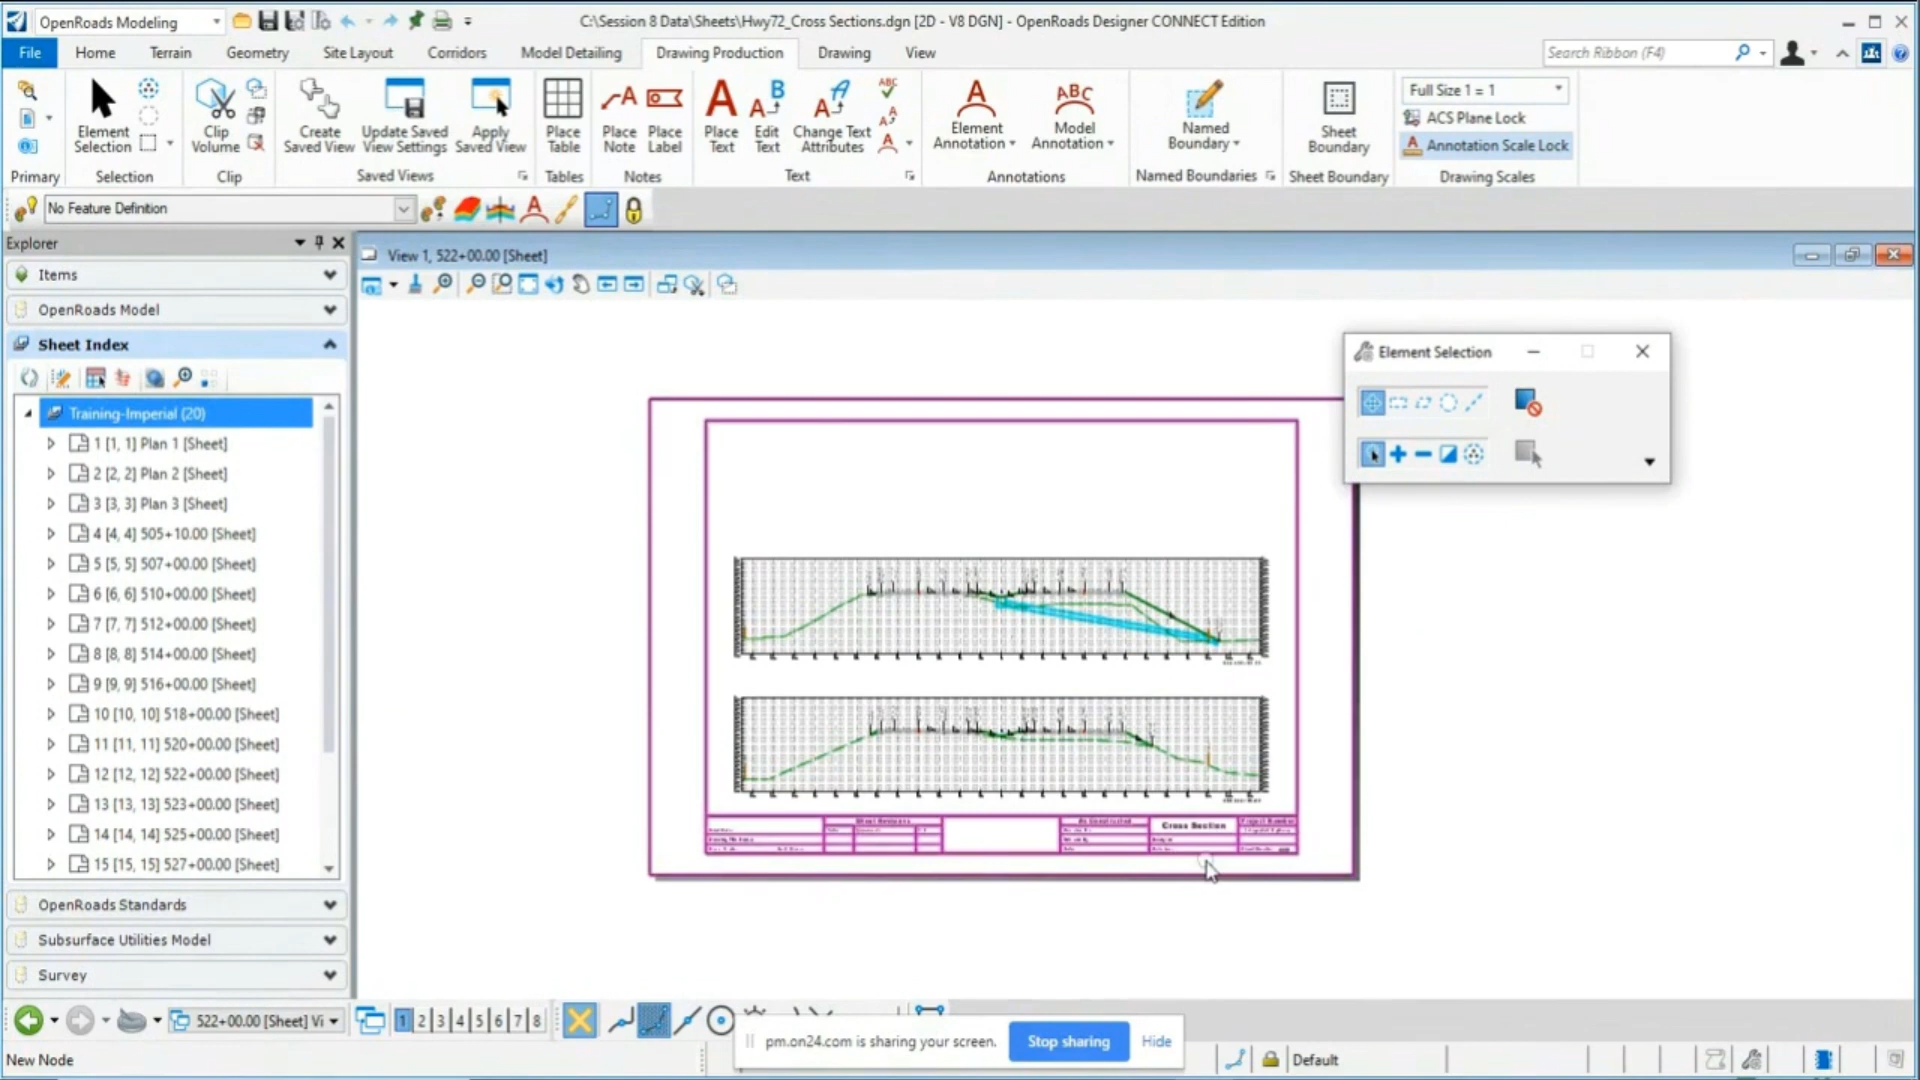 OpenRoads Modeling
C:\Session 8 Data\Sheets\Hwy72_Cross Sections.dgn [2D - V8 DGN] - OpenRoads Designer CONNECT Edition
File Home Terrain Geometry Site Layout Corridors Model Detailing Drawing Production Drawing View
Search Ribbon (F4)
Element Selection
Clip Volume
Create Saved View
Update Saved View Settings
Apply Saved View
Place Table
Place Note
Place Label
Place Text
Edit Text
Change Text Attributes
Element Annotation
Model Annotation
Named Boundary
Sheet Boundary
Full Size 1 = 1
ACS Plane Lock
Annotation Scale Lock
Primary Selection Clip Saved Views Tables Notes Text Annotations Named Boundaries Sheet Boundary Drawing Scales
No Feature Definition
Explorer
Items
OpenRoads Model
Sheet Index
Training-Imperial (20)
1 [1, 1] Plan 1 [Sheet]
2 [2, 2] Plan 2 [Sheet]
3 [3, 3] Plan 3 [Sheet]
4 [4, 4] 505+10.00 [Sheet]
5 [5, 5] 507+00.00 [Sheet]
6 [6, 6] 510+00.00 [Sheet]
7 [7, 7] 512+00.00 [Sheet]
8 [8, 8] 514+00.00 [Sheet]
9 [9, 9] 516+00.00 [Sheet]
10 [10, 10] 518+00.00 [Sheet]
11 [11, 11] 520+00.00 [Sheet]
12 [12, 12] 522+00.00 [Sheet]
13 [13, 13] 523+00.00 [Sheet]
14 [14, 14] 525+00.00 [Sheet]
15 [15, 15] 527+00.00 [Sheet]
OpenRoads Standards
Subsurface Utilities Model
Survey
View 1, 522+00.00 [Sheet]
Element Selection
Sheet Revisions
As Constructed
Cross Section
Project Number
522+00.00 [Sheet] Vi
1 2 3 4 5 6 7 8
pm.on24.com is sharing your screen.
Stop sharing
Hide
New Node
Default